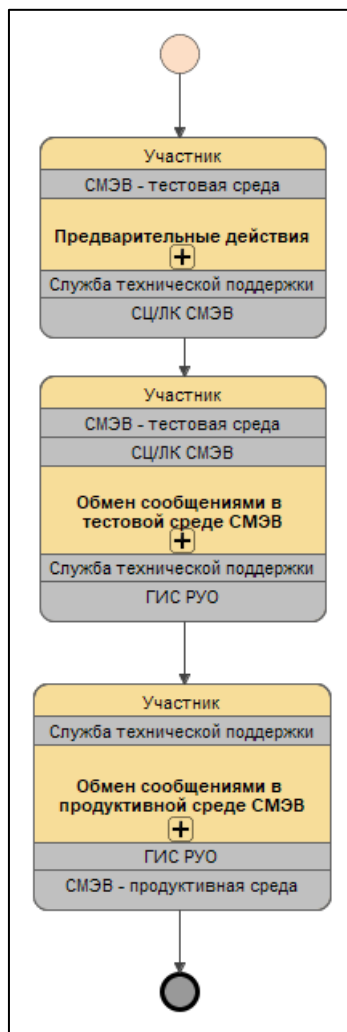 Участник
СМЭВ - тестовая среда
Предварительные действия
Служба технической поддержки
СЦ/ЛК СМЭВ
Участник
СМЭВ - тестовая среда
СЦ/ЛК СМЭВ
Обмен сообщениями в
тестовой среде СМЭВ
Служба технической поддержки
ГИС РУО
Участник
Служба технической поддержки
Обмен сообщениями в
продуктивной среде СМЭВ
ГИС РУО
СМЭВ - продуктивная среда